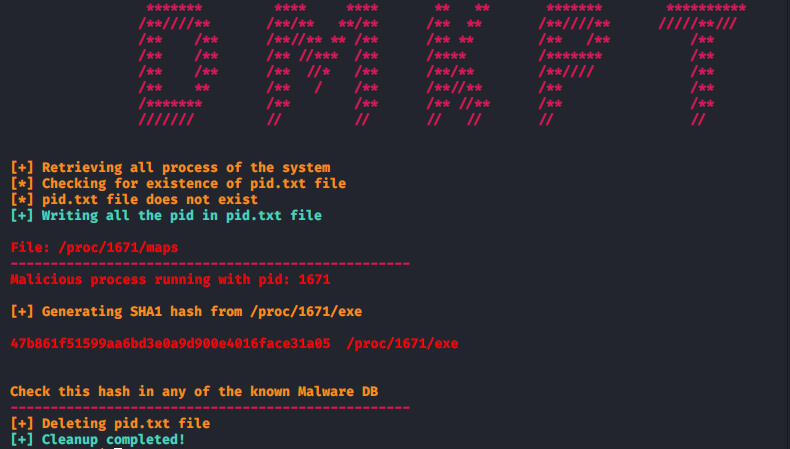 DMKPT
[+] Retrieving all process of the system
[*] Checking for existence of pid.txt file
[*] pid.txt file does not exist
[+] Writing all the pid in pid.txt file
File: /proc/1671/maps
--------------------------------------------------
Malicious process running with pid: 1671
[+] Generating SHA1 hash from /proc/1671/exe
47b861f51599aa6bd3e0a9d900e4016face31a05  /proc/1671/exe
Check this hash in any of the known Malware DB
--------------------------------------------------
[+] Deleting pid.txt file
[+] Cleanup completed!